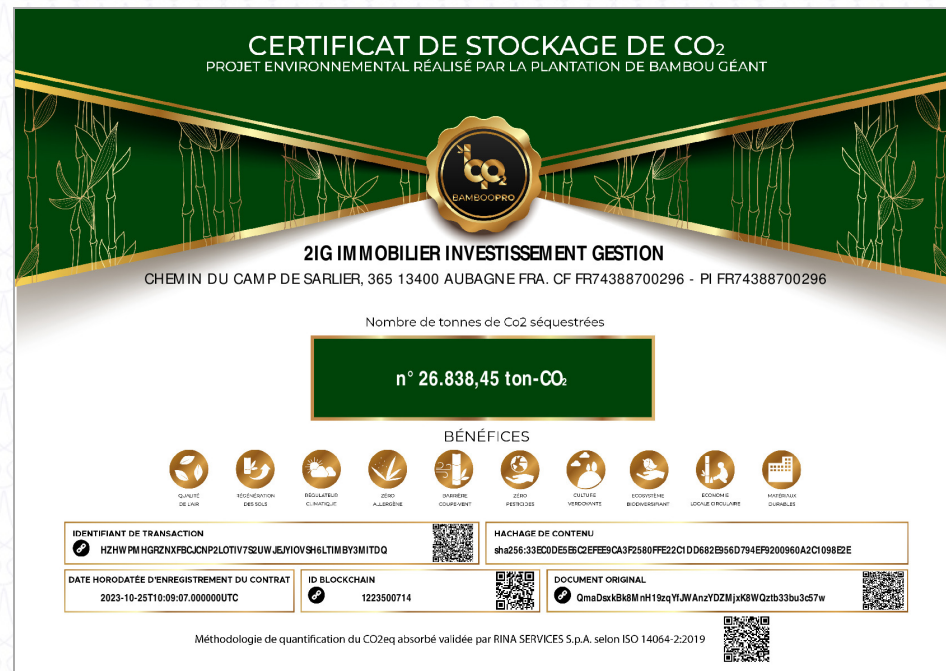 CERTIFICAT DE STOCKAGE DE CO2
PROJET ENVIRONNEMENTAL RÉALISÉ PAR LA PLANTATION DE BAMBOU GÉANT
BAMBOOPRO
2IG IMMOBILIER INVESTISSEMENT GESTION
CHEMIN DU CAMP DE SARLIER, 365 13400 AUBAGNE FRA. CF FR74388700296 - PI FR74388700296
Nombre de tonnes de Co2 séquestrées
n° 26.838,45 ton-CO2
BÉNÉFICES
QUALITÉ DE L'AIR
RÉGÉNÉRATION DES SOLS
REGULATEUR CLIMATIQUE
ZÉRO ALLERGÈNE
BARRIÈRE COUPE-VENT
ZÉRO PESTICIDES
CULTURE VERDOYANTE
ECOSYSTÈME BIODIVERSIFIANT
ECONOMIE LOCALE CIRCULAIRE
MATÉRIAUX DURABLES
IDENTIFIANT DE TRANSACTION
HZHWPMHGRZNXFBCJCNP2LOTIV7S2UWJEJYIOVSH6LTIMBY3MITDQ
HACHAGE DE CONTENU
sha256:33EC0DE5E6C2EFEE9CA3F2580FFE22C1DD682E956D794EF9200960A2C1098E2E
DATE HORODATÉE D'ENREGISTREMENT DU CONTRAT
2023-10-25T10:09:07.000000UTC
ID BLOCKCHAIN
1223500714
DOCUMENT ORIGINAL
QmaDsxkBk8MnH19zqYfJWAnzYDZMjxK8WQztb33bu3c57w
Méthodologie de quantification du CO2eq absorbé validée par RINA SERVICES S.p.A. selon ISO 14064-2:2019